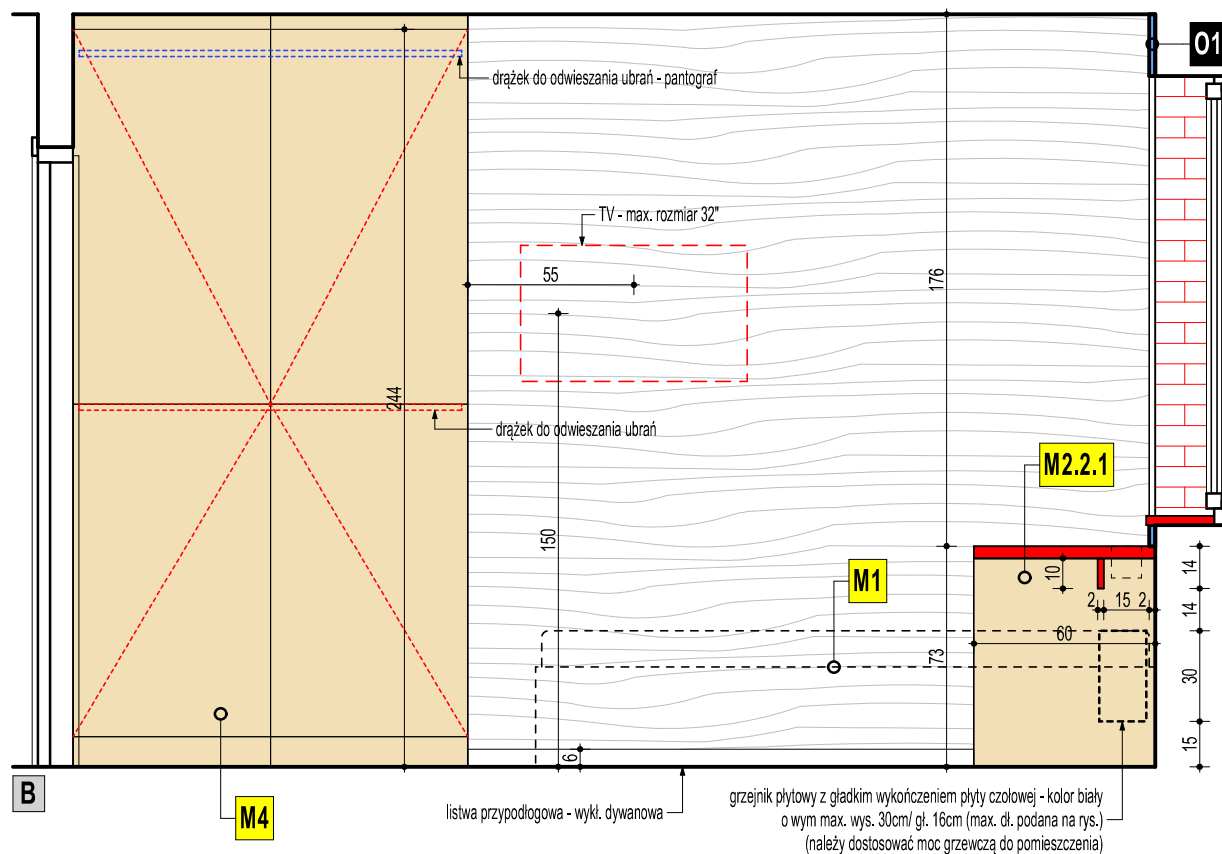 O1
drążek do odwieszania ubrań - pantograf
TV - max. rozmiar 32"
55
176
244
drążek do odwieszania ubrań
M2.2.1
150
M1
10
14
2
15
2
14
60
73
30
6
15
B
M4
listwa przypodłogowa - wykł. dywanowa
grzejnik płytowy z gładkim wykończeniem płyty czołowej - kolor biały
o wym max. wys. 30cm/ gł. 16cm (max. dł. podana na rys.)
(należy dostosować moc grzewczą do pomieszczenia)